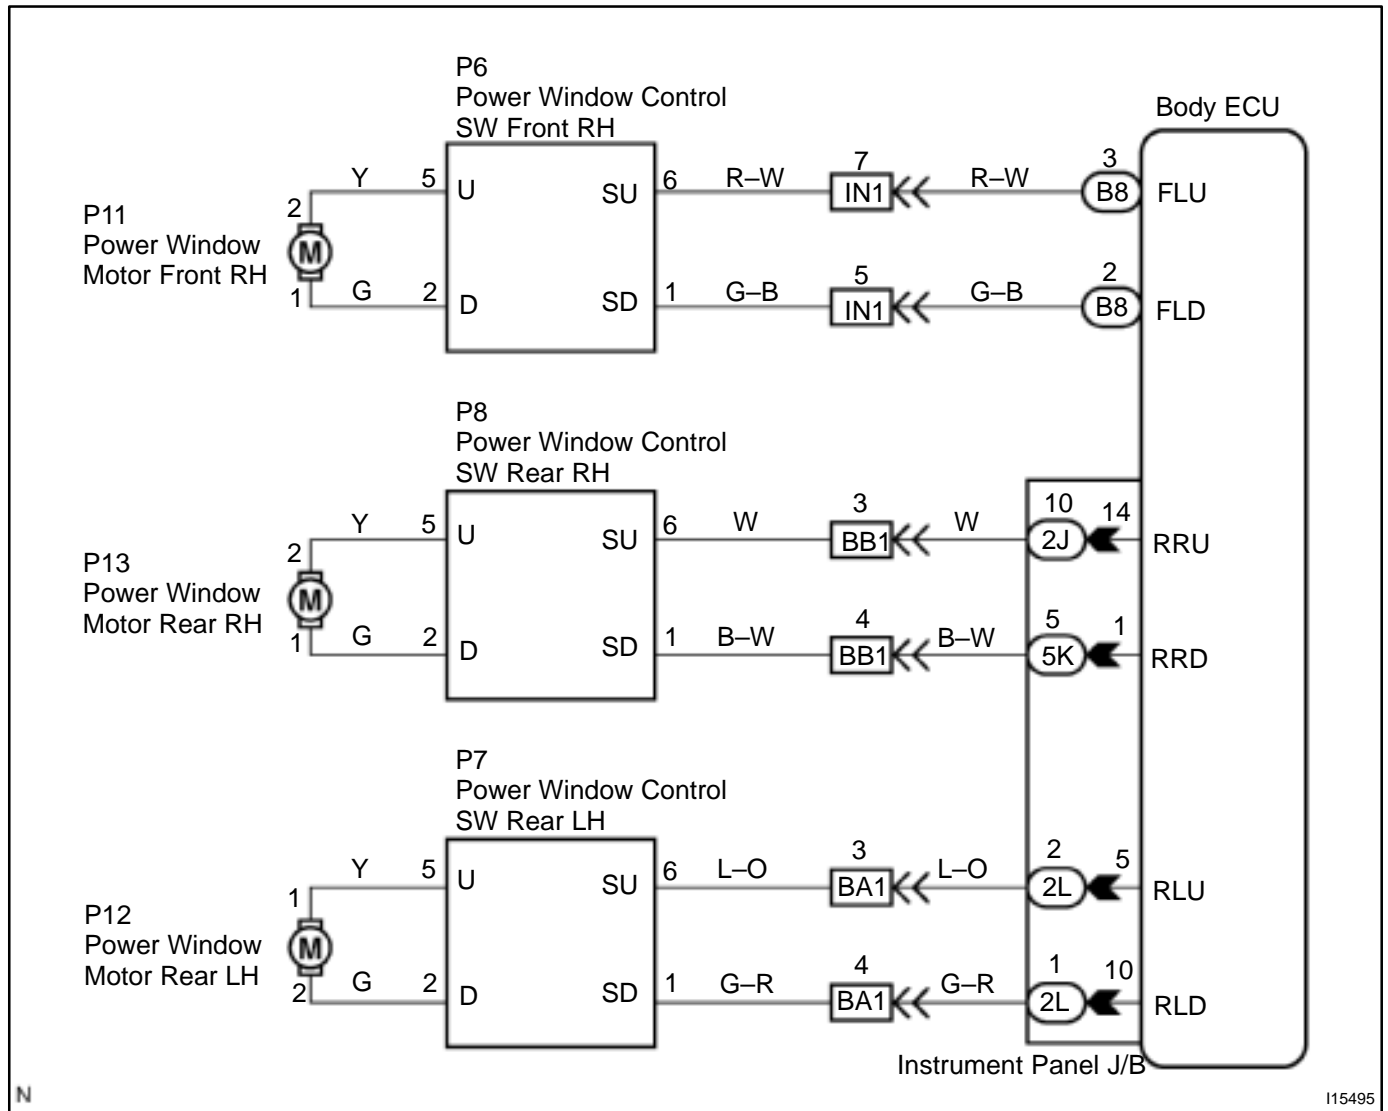 P6
Power Window Control
SW Front RH
Body ECU
Y 5 U SU 6 R–W 7 IN1 R–W 3 B8 FLU
P11
Power Window
Motor Front RH
2
M
1
G 2 D SD 1 G–B 5 IN1 G–B 2 B8 FLD
P8
Power Window Control
SW Rear RH
Y 5 U SU 6 W 3 BB1 W 10 2J 14 RRU
P13
Power Window
Motor Rear RH
2
M
1
G 2 D SD 1 B–W 4 BB1 B–W 5 5K 1 RRD
P7
Power Window Control
SW Rear LH
Y 5 U SU 6 L–O 3 BA1 L–O 2 2L 5 RLU
P12
Power Window
Motor Rear LH
1
M
2
G 2 D SD 1 G–R 4 BA1 G–R 1 2L 10 RLD
Instrument Panel J/B
N
I15495